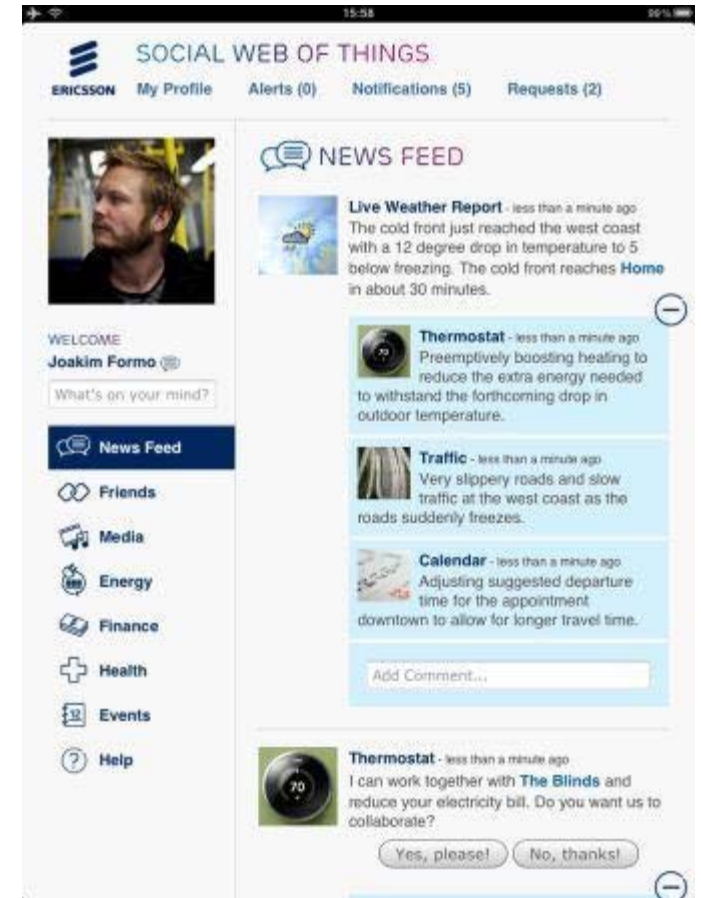 15:58
99%
SOCIAL WEB OF THINGS
ERICSSON
My Profile Alerts (0) Notifications (5) Requests (2)
WELCOME
Joakim Formo
What's on your mind?
News Feed
Friends
Media
Energy
Finance
Health
12
Events
?
Help
NEWS FEED
Live Weather Report - less than a minute ago
The cold front just reached the west coast
with a 12 degree drop in temperature to 5
below freezing. The cold front reaches Home
in about 30 minutes.
70
Thermostat - less than a minute ago
Preemptively boosting heating to
reduce the extra energy needed
to withstand the forthcoming drop in
outdoor temperature.
Traffic - less than a minute ago
Very slippery roads and slow
traffic at the west coast as the
roads suddenly freezes.
Calendar - less than a minute ago
Adjusting suggested departure
time for the appointment
downtown to allow for longer travel time.
Add Comment...
70
Thermostat - less than a minute ago
I can work together with The Blinds and
reduce your electricity bill. Do you want us to
collaborate?
Yes, please! No, thanks!